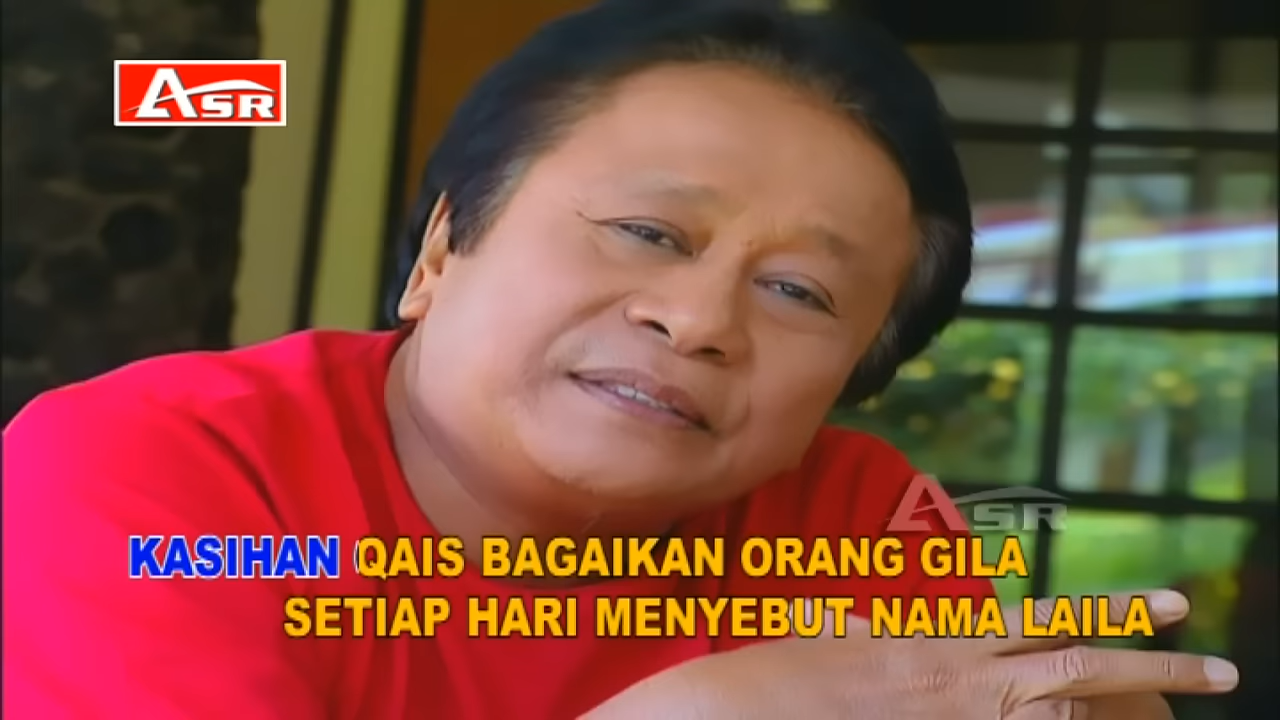 ASR
ASR
KASIHAN QAIS BAGAIKAN ORANG GILA
SETIAP HARI MENYEBUT NAMA LAILA